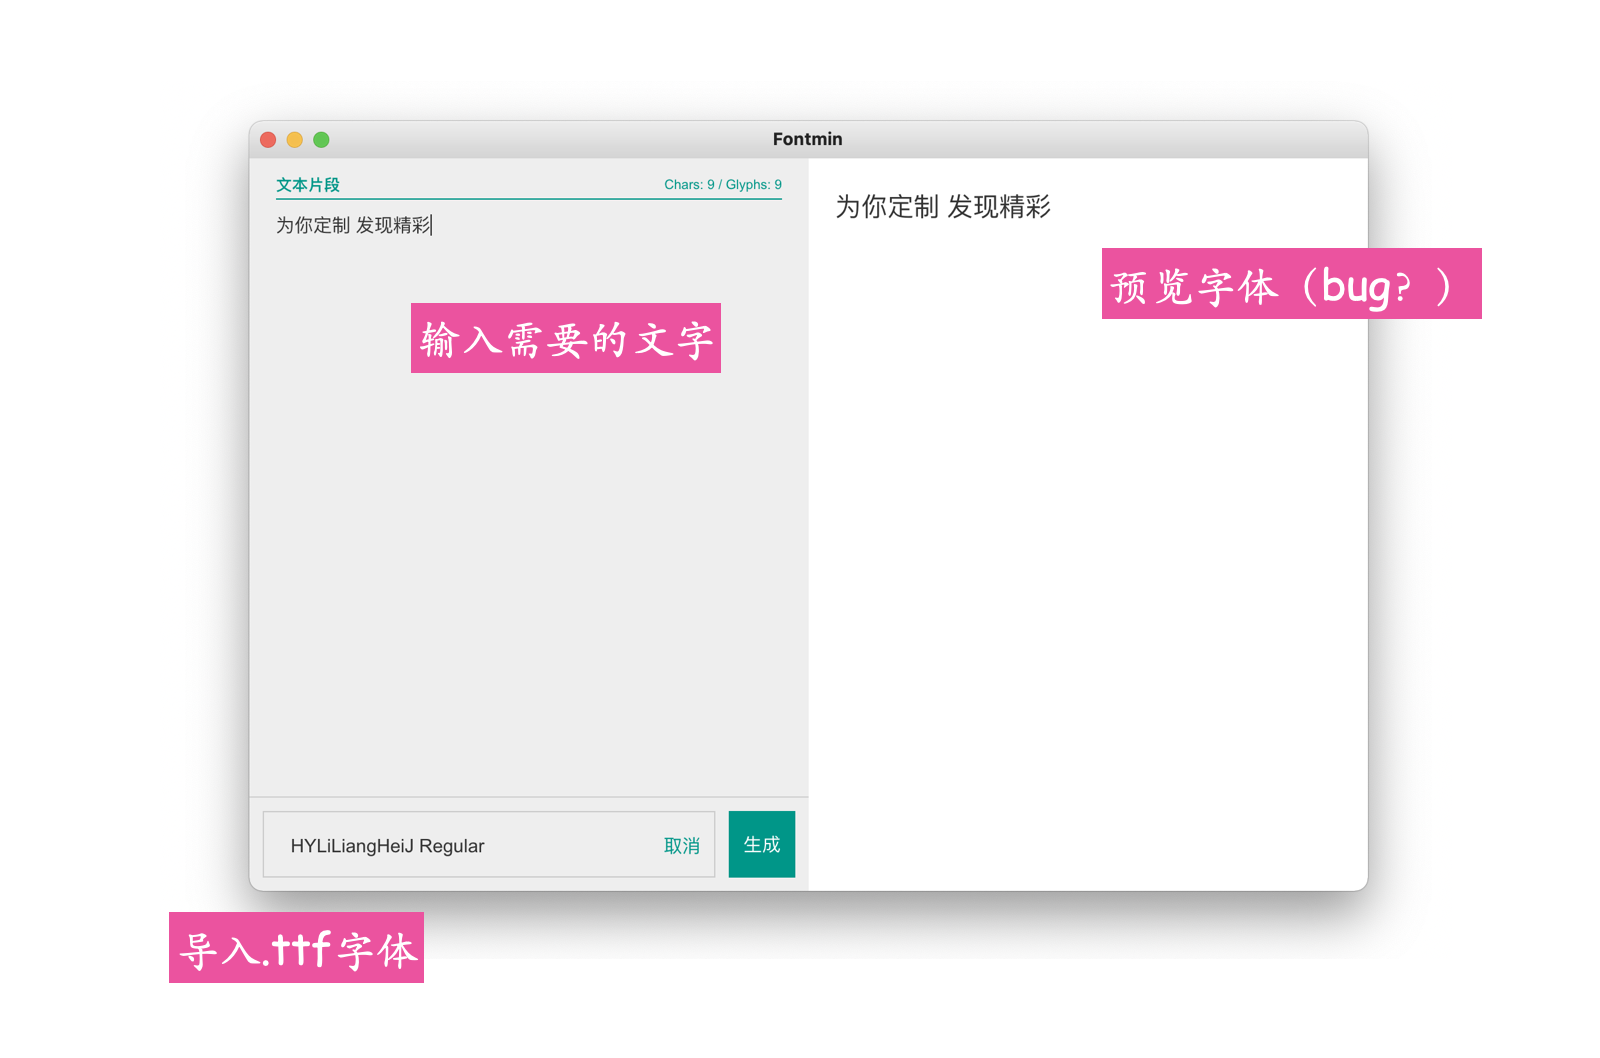 Fontmin
文本片段
Chars: 9 / Glyphs: 9
为你定制 发现精彩
为你定制 发现精彩
预览字体（bug？）
输入需要的文字
HYLiLiangHeiJ Regular
取消
生成
导入.ttf字体